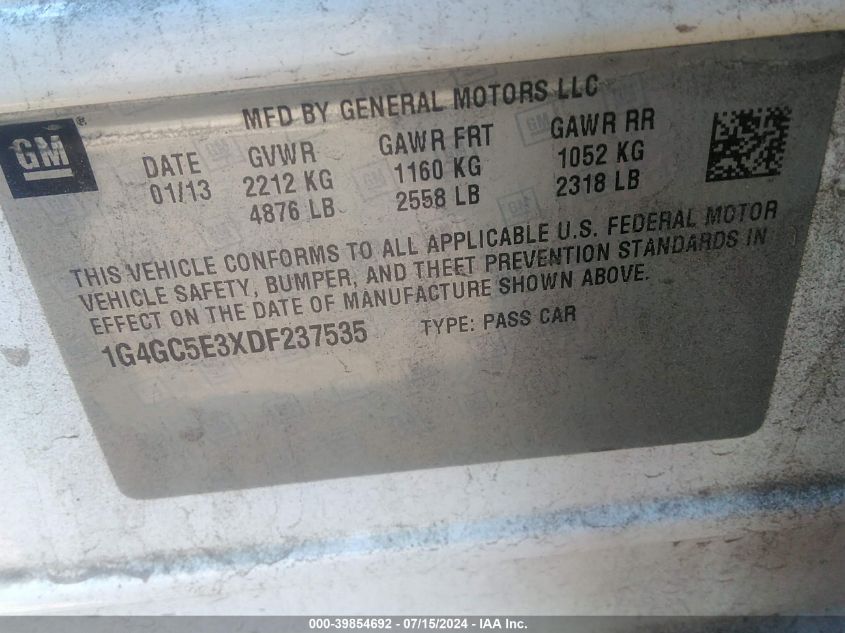 MFD BY GENERAL MOTORS LLC
GM®
DATE GVWR GAWR FRT GAWR RR
01/13 2212 KG 1160 KG 1052 KG
4876 LB 2558 LB 2318 LB
THIS VEHICLE CONFORMS TO ALL APPLICABLE U.S. FEDERAL MOTOR
VEHICLE SAFETY, BUMPER, AND THEFT PREVENTION STANDARDS IN
EFFECT ON THE DATE OF MANUFACTURE SHOWN ABOVE.
1G4GC5E3XDF237535 TYPE: PASS CAR
000-39854692 - 07/15/2024 - IAA Inc.